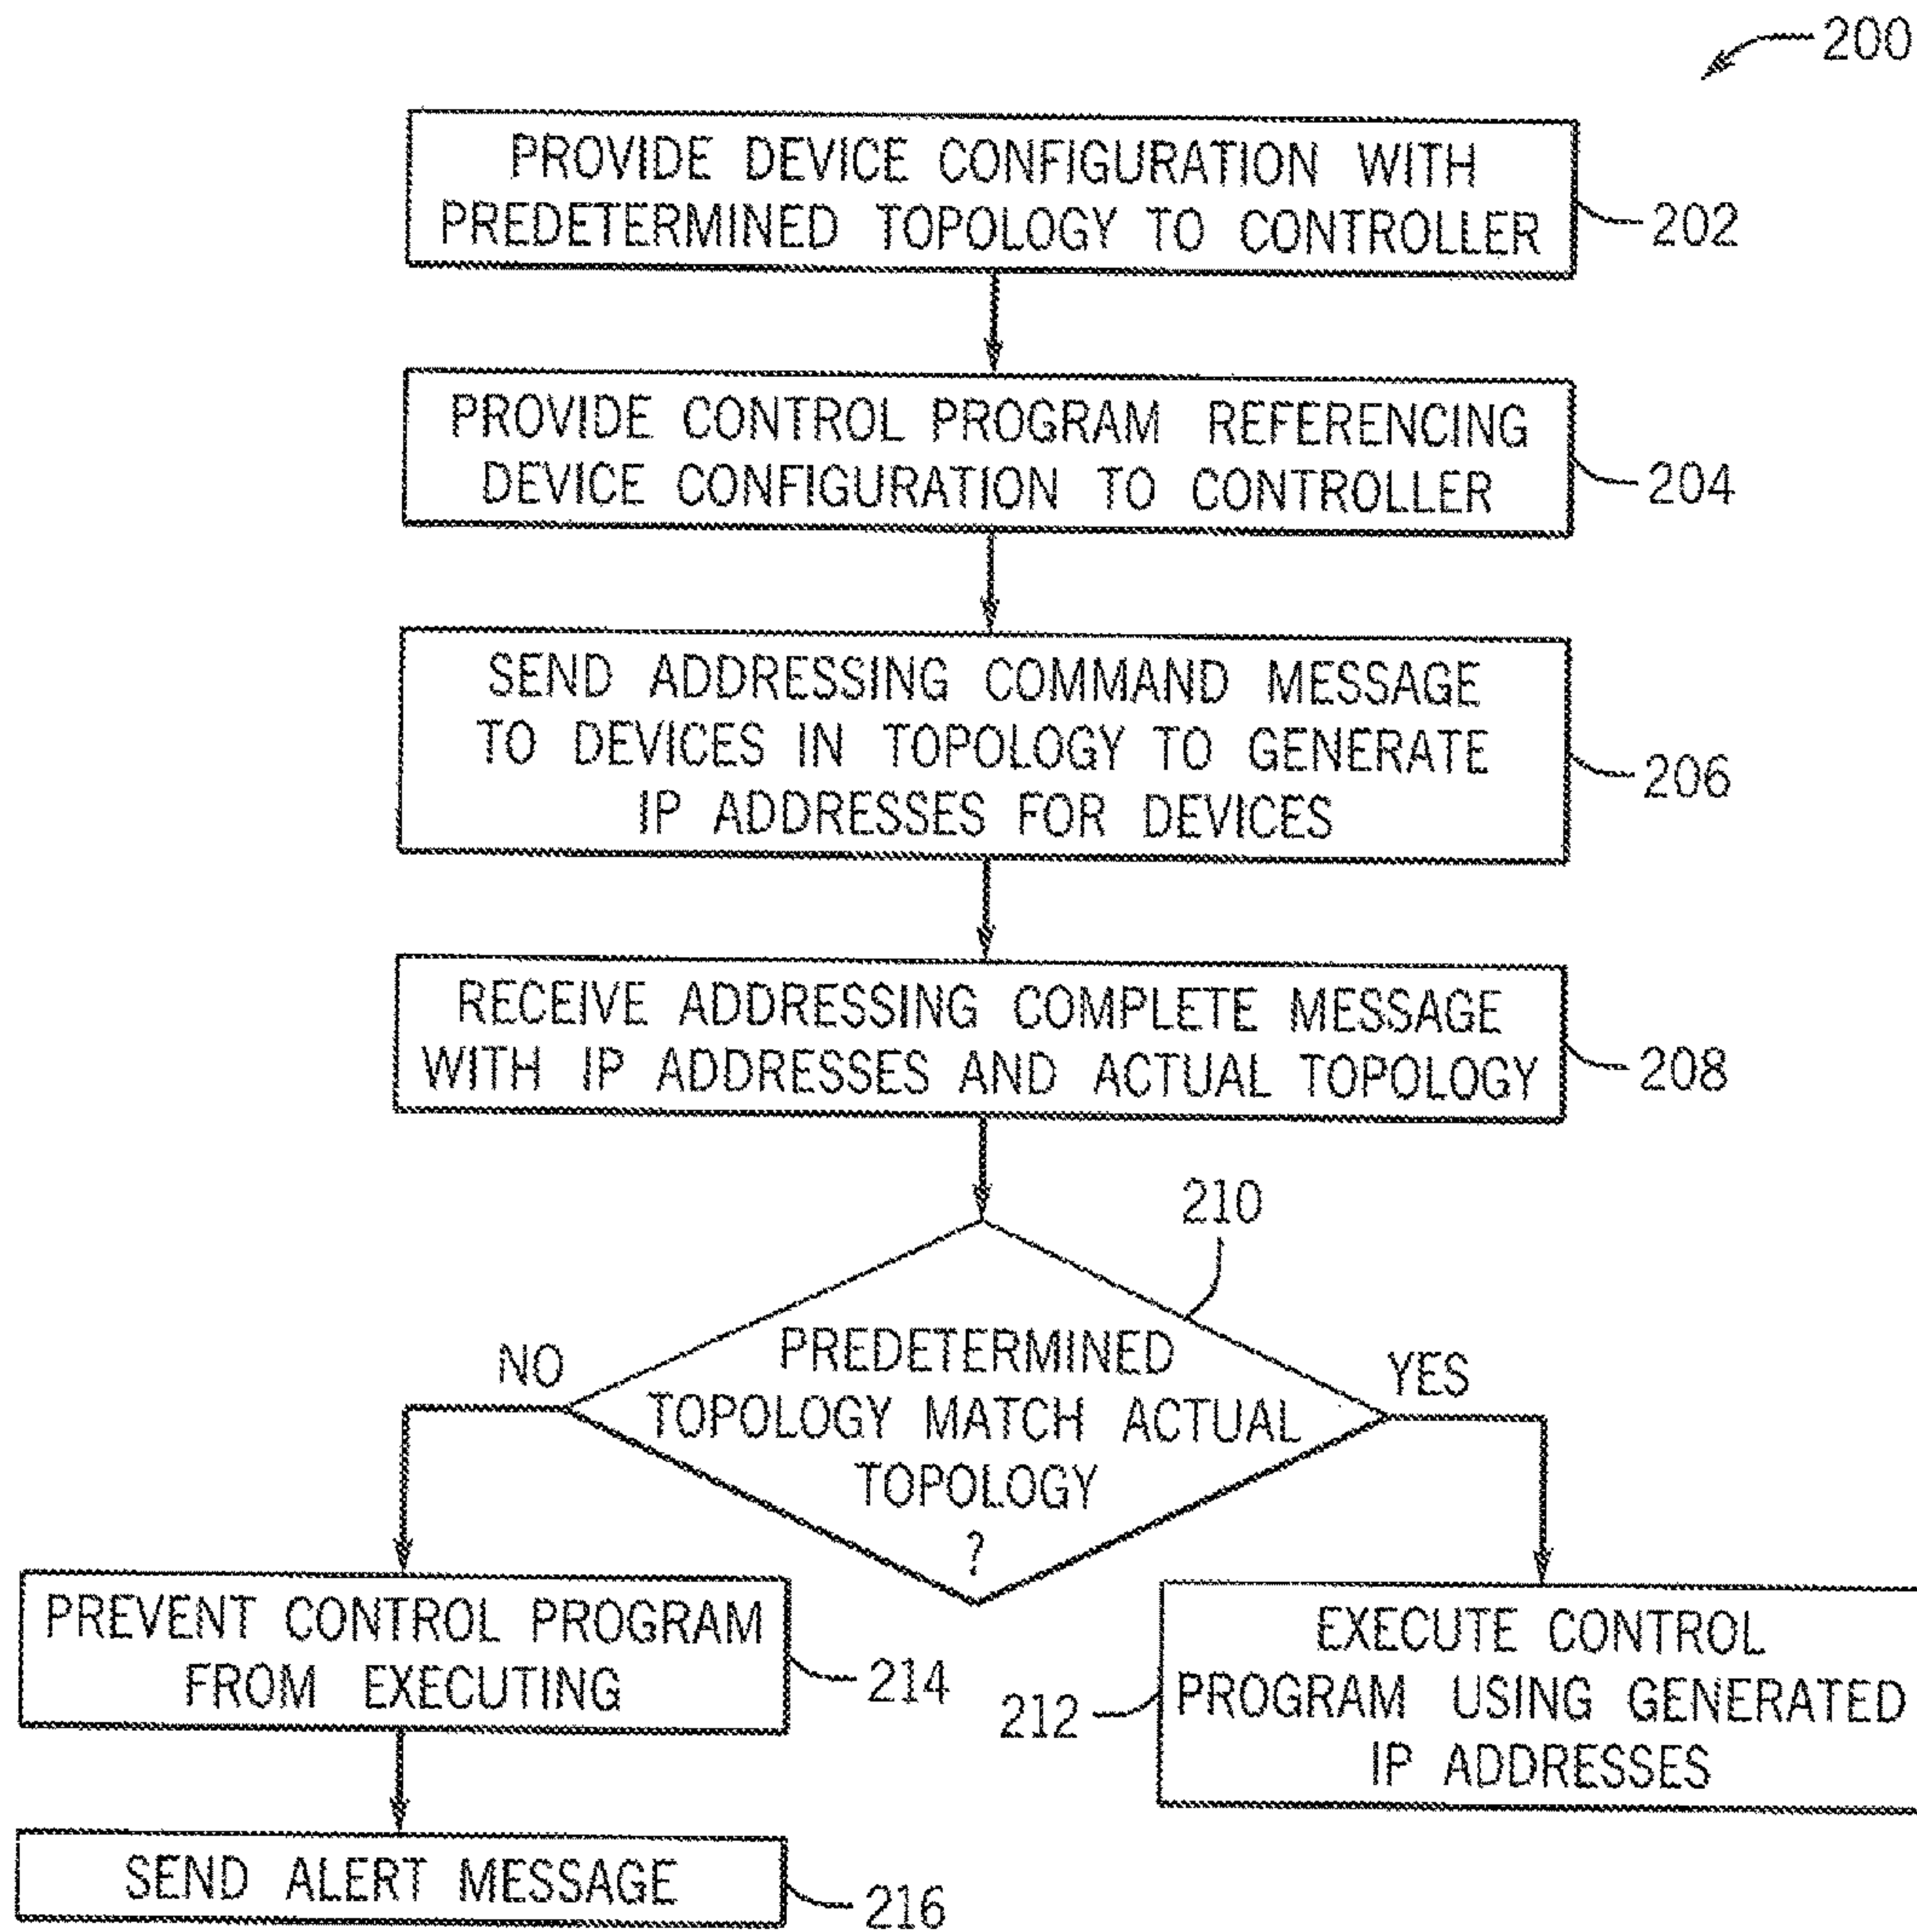 200
PROVIDE DEVICE CONFIGURATION WITH
PREDETERMINED TOPOLOGY TO CONTROLLER
202
PROVIDE CONTROL PROGRAM REFERENCING
DEVICE CONFIGURATION TO CONTROLLER
204
SEND ADDRESSING COMMAND MESSAGE
TO DEVICES IN TOPOLOGY TO GENERATE
IP ADDRESSES FOR DEVICES
206
RECEIVE ADDRESSING COMPLETE MESSAGE
WITH IP ADDRESSES AND ACTUAL TOPOLOGY
208
210
PREDETERMINED
TOPOLOGY MATCH ACTUAL
TOPOLOGY
?
NO
YES
PREVENT CONTROL PROGRAM
FROM EXECUTING
214
EXECUTE CONTROL
PROGRAM USING GENERATED
IP ADDRESSES
212
SEND ALERT MESSAGE
216